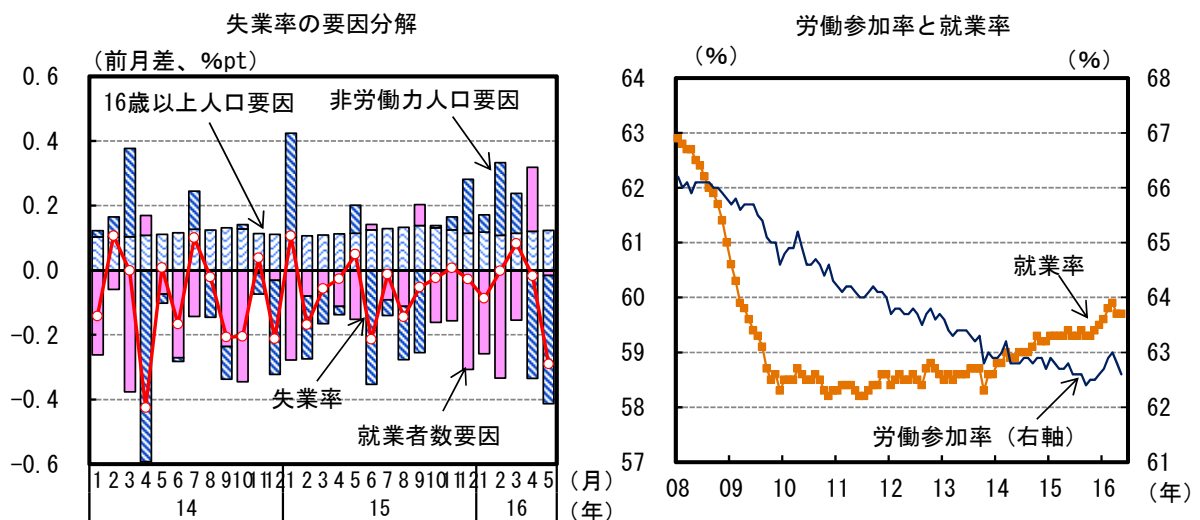 失業率の要因分解
（前月差、%pt）
0.6
0.4
0.2
0.0
-0.2
-0.4
-0.6
16歳以上人口要因
非労働力人口要因
失業率
就業者数要因
1 2 3 4 5 6 7 8 9 10 11 12 1 2 3 4 5 6 7 8 9 10 11 12 1 2 3 4 5 （月）
14 15 16 （年）
労働参加率と就業率
（%） （%）
64
63
62
61
60
59
58
57
68
67
66
65
64
63
62
61
就業率
労働参加率（右軸）
08 09 10 11 12 13 14 15 16 （年）